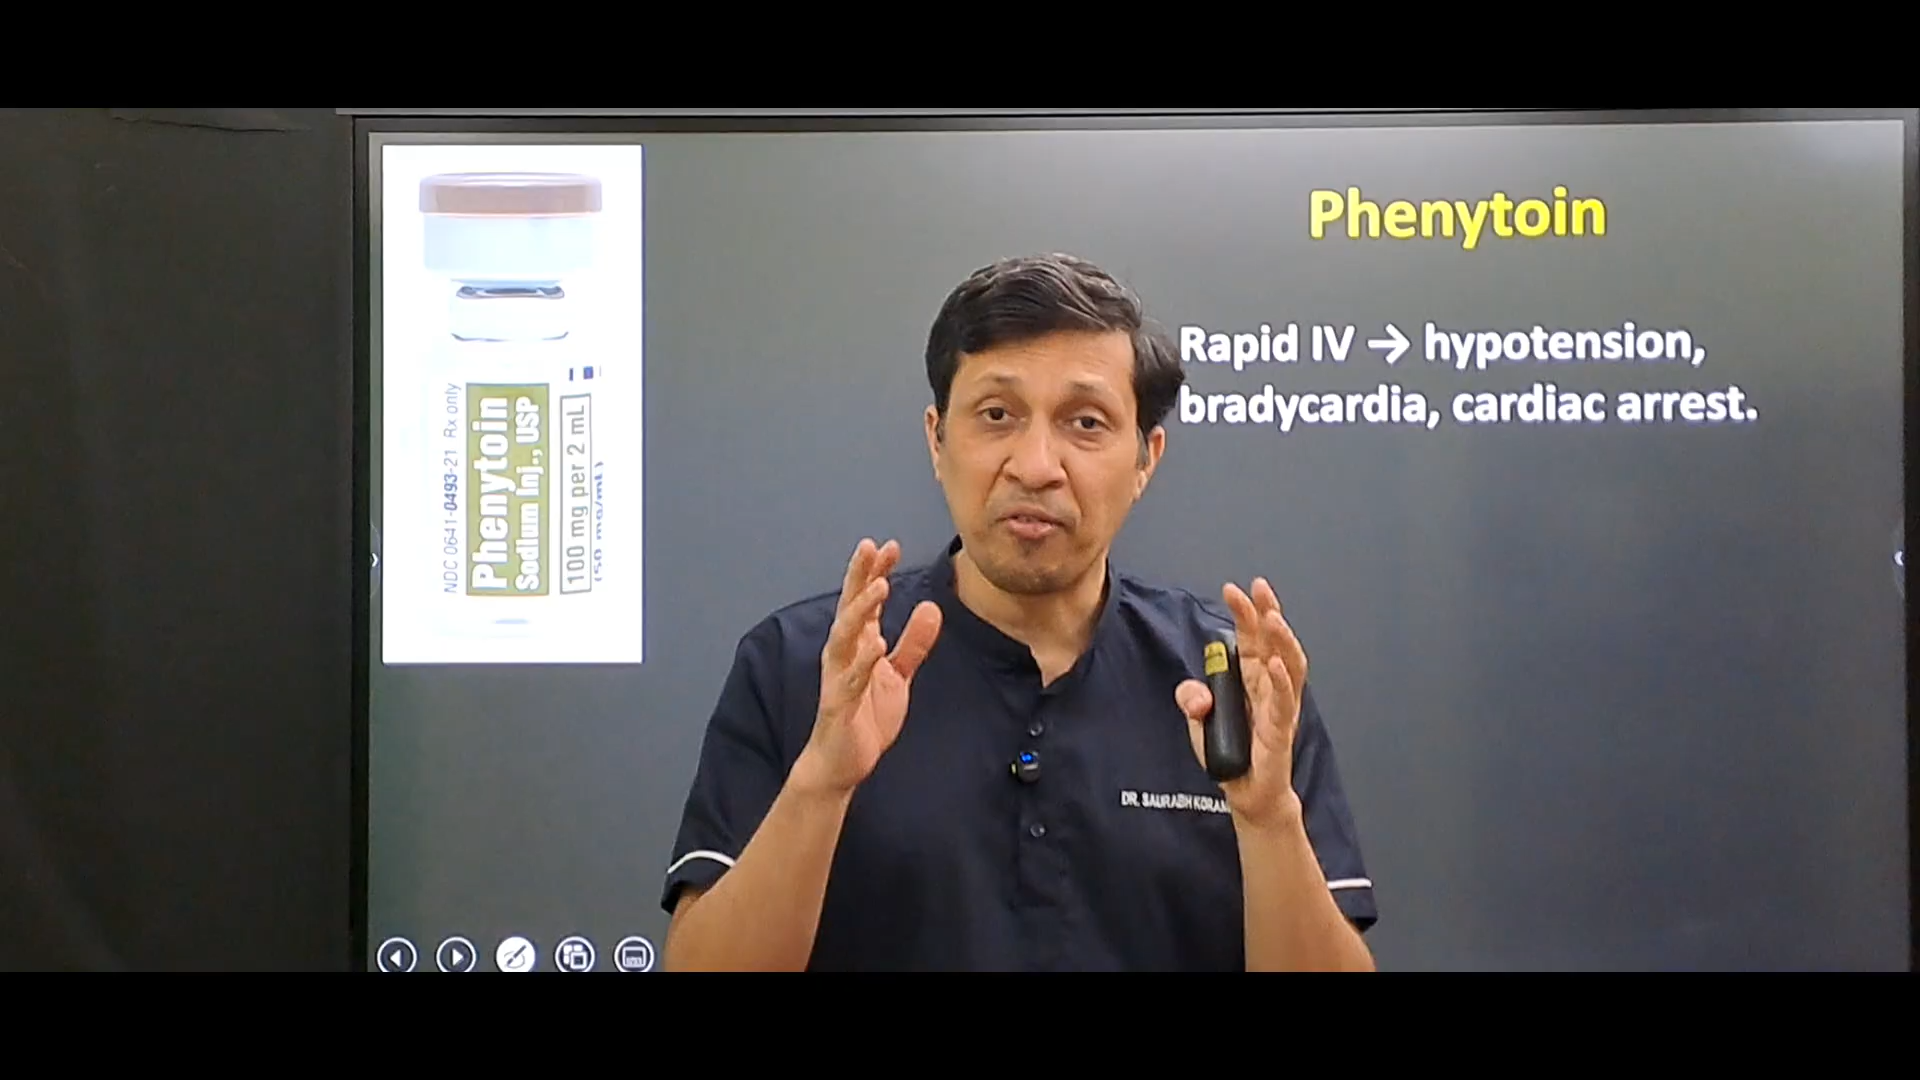 Phenytoin
Rapid IV → hypotension,
bradycardia, cardiac arrest.
NDC 0641-0493-21 Rx only
Phenytoin
Sodium Inj., USP
100 mg per 2 mL
(50 mg/mL)
DR. SAURABH